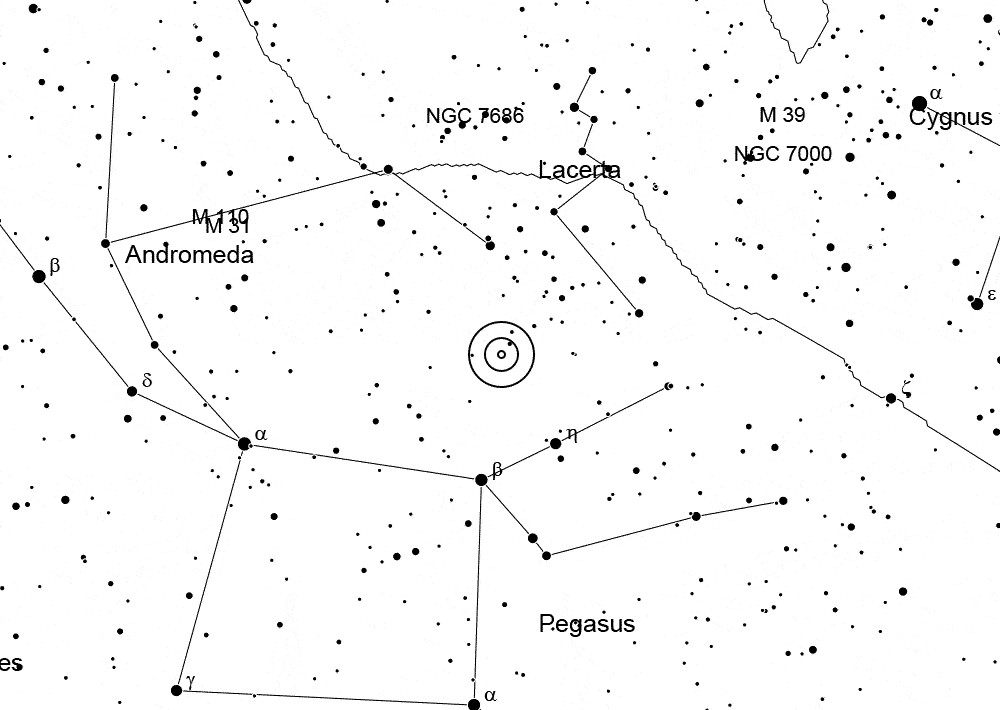 α
Cygnus
M 39
NGC 7686
NGC 7000
Lacerta
M 110
M 31
Andromeda
β
ε
δ
ζ
α
η
β
Pegasus
es
γ
α